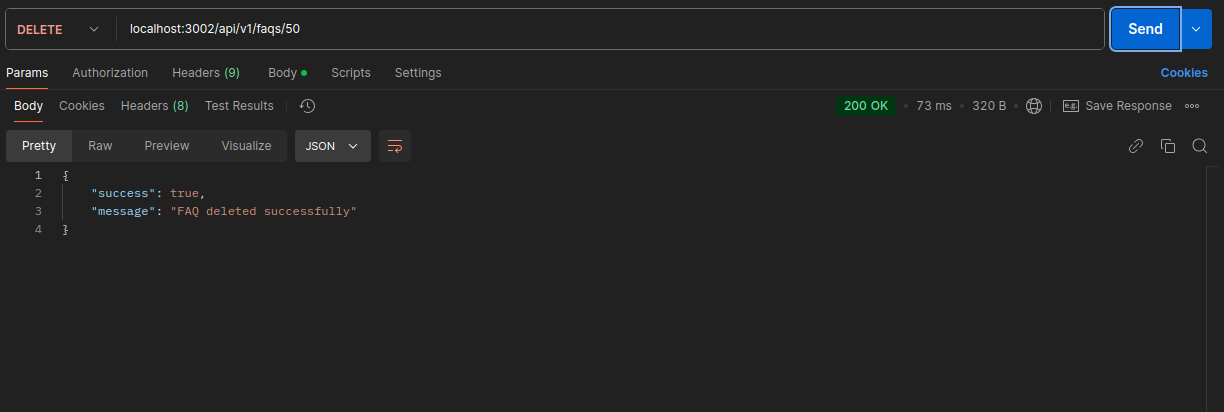 DELETE localhost:3002/api/v1/faqs/50 Send
Params Authorization Headers (9) Body Scripts Settings Cookies
Body Cookies Headers (8) Test Results 200 OK • 73 ms • 320 B • e.g. Save Response
Pretty Raw Preview Visualize JSON
1 {
2 "success": true,
3 "message": "FAQ deleted successfully"
4 }